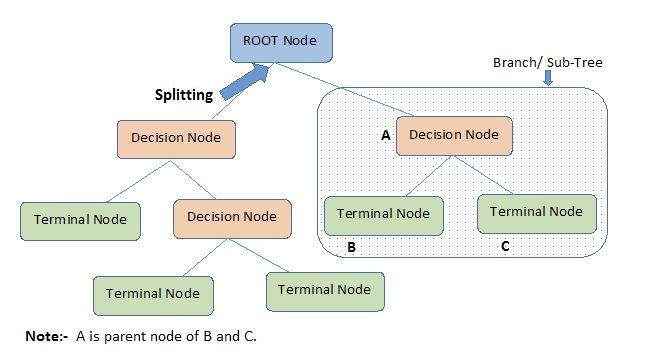 ROOT Node
Branch/ Sub-Tree
Splitting
Decision Node
A Decision Node
Terminal Node
Decision Node
Terminal Node
Terminal Node
B
C
Terminal Node
Terminal Node
Note:- A is parent node of B and C.